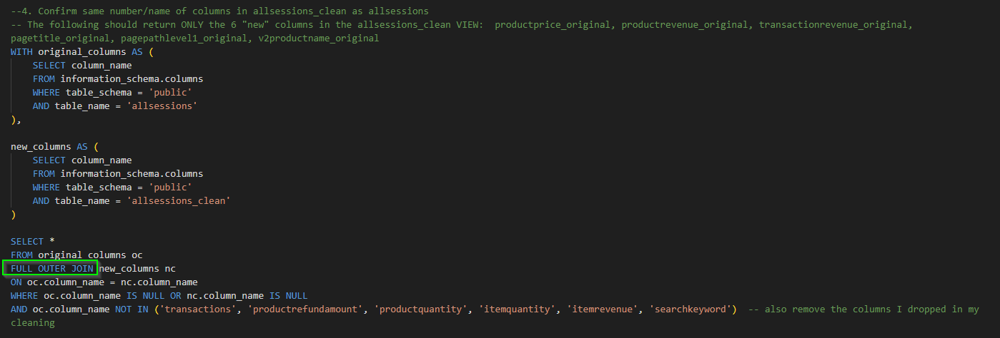 --4. Confirm same number/name of columns in allsessions_clean as allsessions
-- The following should return ONLY the 6 "new" columns in the allsessions_clean VIEW:  productprice_original, productrevenue_original, transactionrevenue_original,
pagetitle_original, pagepathlevel1_original, v2productname_original
WITH original_columns AS (
    SELECT column_name
    FROM information_schema.columns
    WHERE table_schema = 'public'
    AND table_name = 'allsessions'
),

new_columns AS (
    SELECT column_name
    FROM information_schema.columns
    WHERE table_schema = 'public'
    AND table_name = 'allsessions_clean'
)

SELECT *
FROM original_columns oc
FULL OUTER JOIN new_columns nc
ON oc.column_name = nc.column_name
WHERE oc.column_name IS NULL OR nc.column_name IS NULL
AND oc.column_name NOT IN ('transactions', 'productrefundamount', 'productquantity', 'itemquantity', 'itemrevenue', 'searchkeyword')  -- also remove the columns I dropped in my
cleaning